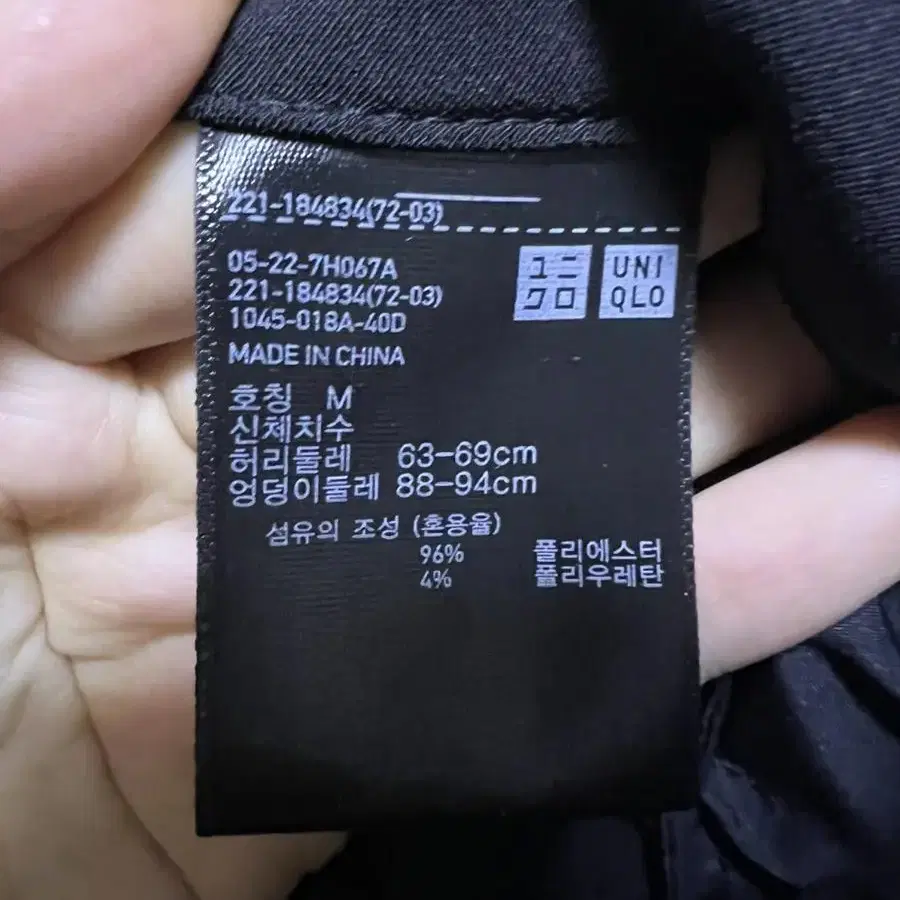 221-184834(72-03)
05-22-7H067A
221-184834(72-03)
1045-018A-40D
MADE IN CHINA
ユニ
クロ
UNI
QLO
호칭 M
신체치수
허리둘레 63-69cm
엉덩이둘레 88-94cm
섬유의 조성 (혼용율)
96% 폴리에스터
4% 폴리우레탄